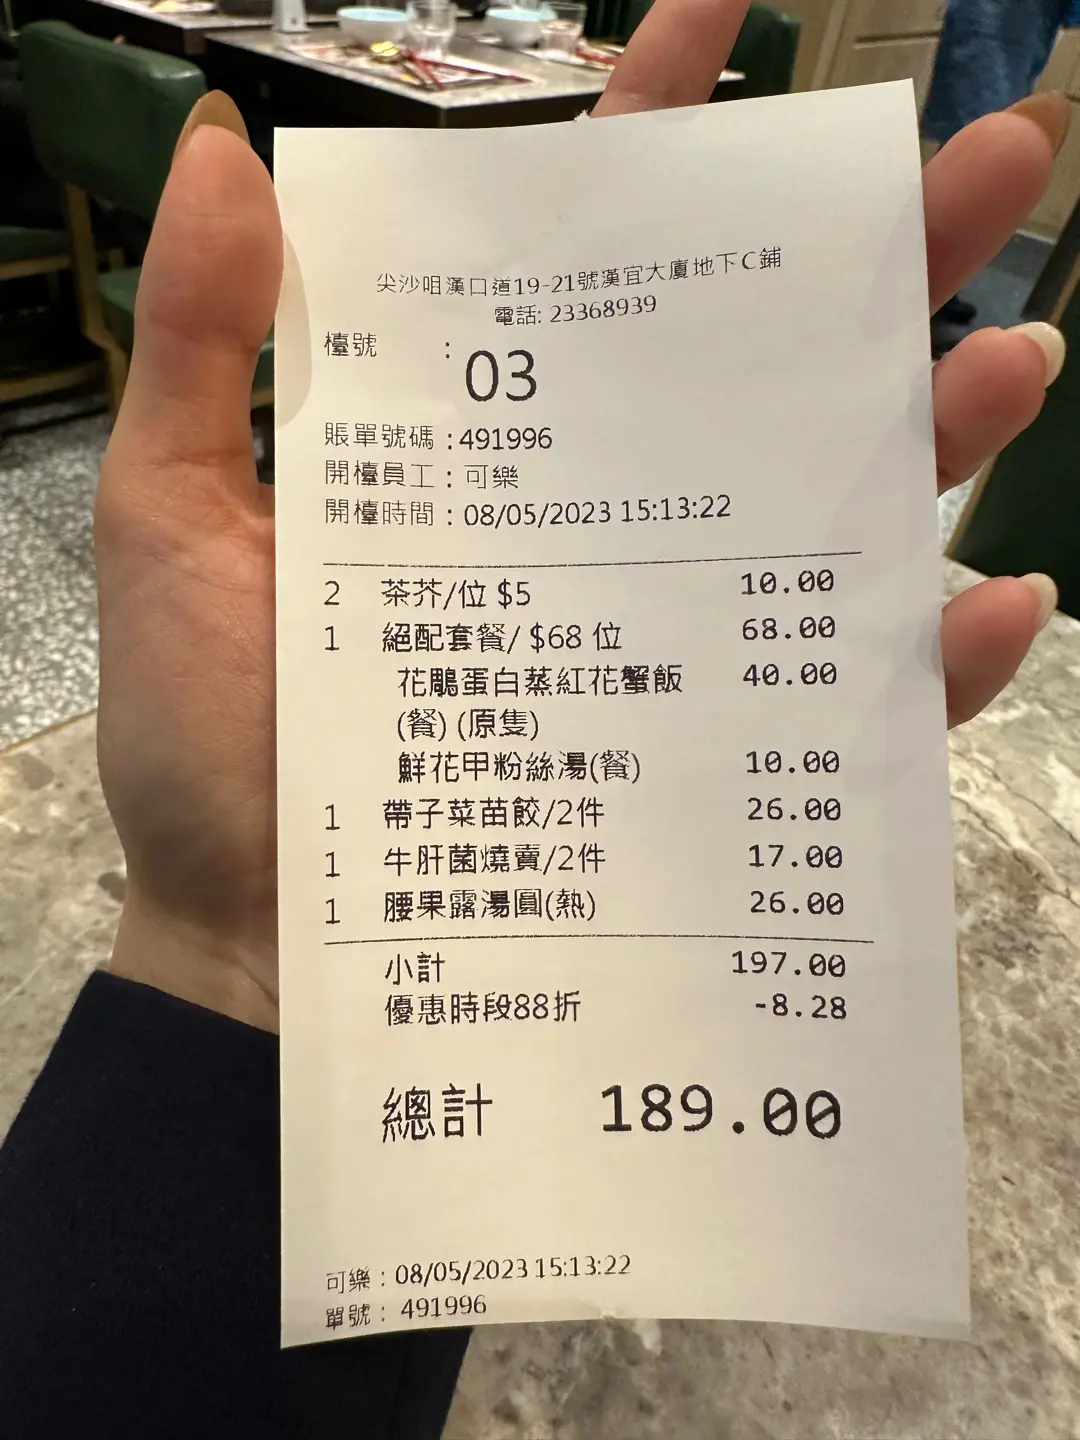 尖沙咀漢口道19-21號漢宜大廈地下C鋪
電話: 23368939
檯號 : 03
賬單號碼 : 491996
開檯員工 : 可樂
開檯時間 : 08/05/2023 15:13:22
2 茶芥/位 $5 10.00
1 絕配套餐/ $68 位 68.00
花鵰蛋白蒸紅花蟹飯 40.00
(餐) (原隻)
鮮花甲粉絲湯(餐) 10.00
1 帶子菜苗餃/2件 26.00
1 牛肝菌燒賣/2件 17.00
1 腰果露湯圓(熱) 26.00
小計 197.00
優惠時段88折 -8.28
總計 189.00
可樂 : 08/05/2023 15:13:22
單號 : 491996